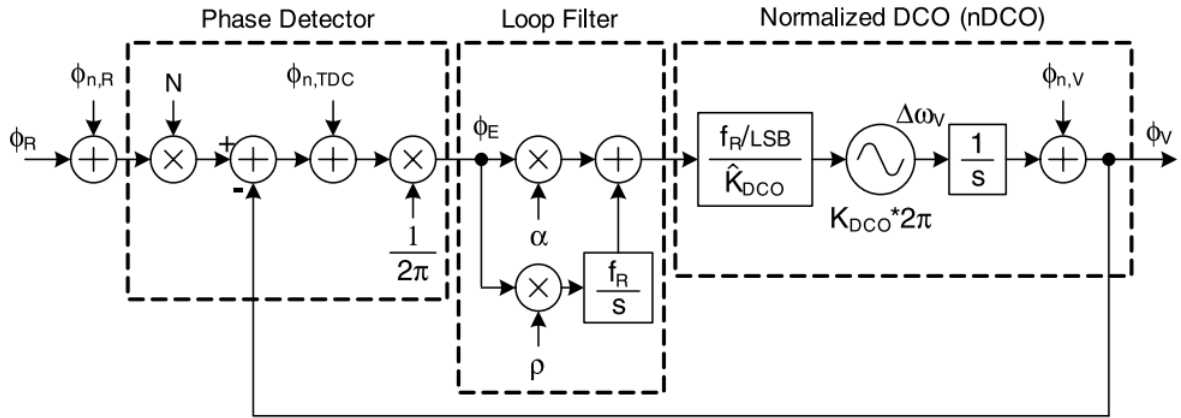 Phase Detector
Loop Filter
Normalized DCO (nDCO)
ϕn,R
N
ϕn,TDC
ϕn,V
ΔωV
ϕR
+
-
ϕE
fR/LSB
K̂DCO
1
s
ϕV
KDCO*2π
1
2π
α
fR
s
ρ